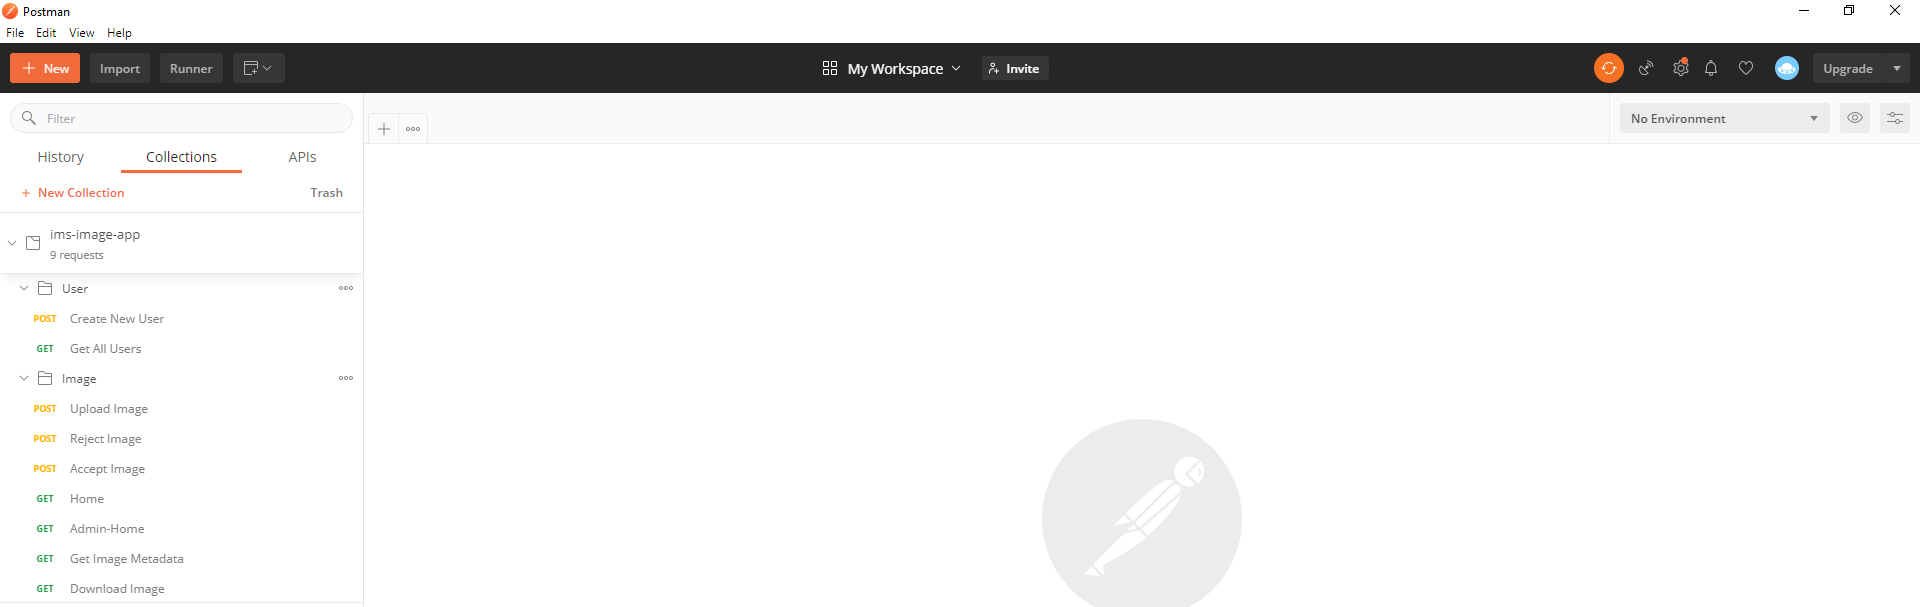 Postman
File Edit View Help
New Import Runner My Workspace Invite Upgrade
Filter
No Environment
History Collections APIs
+ New Collection Trash
ims-image-app
9 requests
User
POST Create New User
GET Get All Users
Image
POST Upload Image
POST Reject Image
POST Accept Image
GET Home
GET Admin-Home
GET Get Image Metadata
GET Download Image